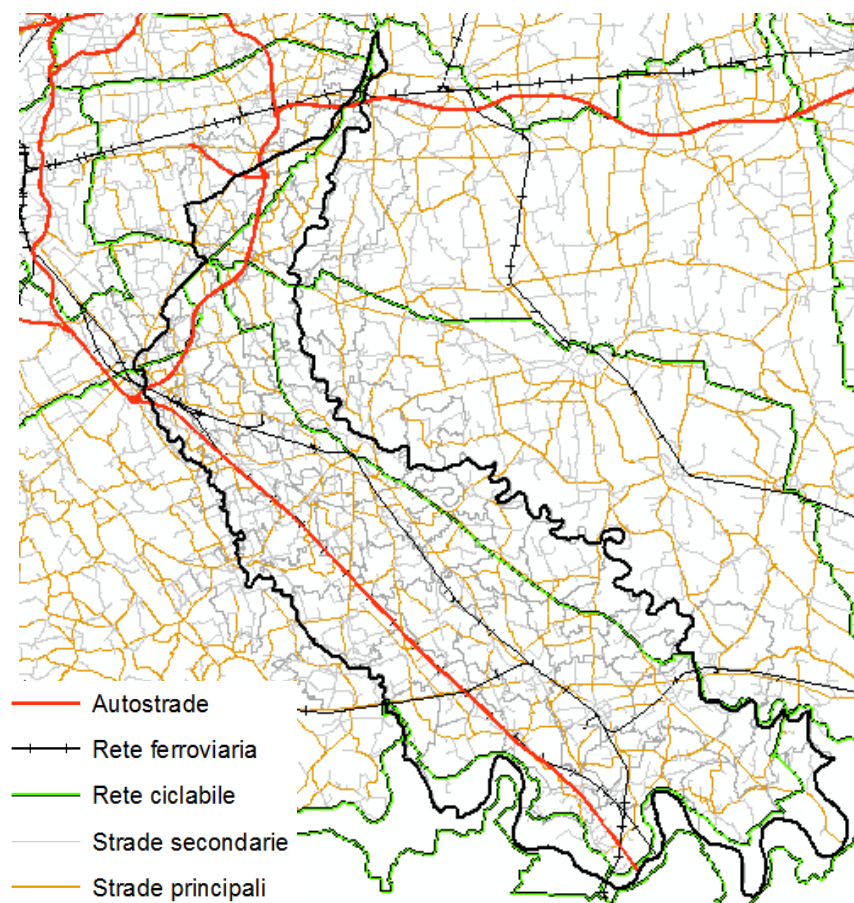 Autostrade
Rete ferroviaria
Rete ciclabile
Strade secondarie
Strade principali